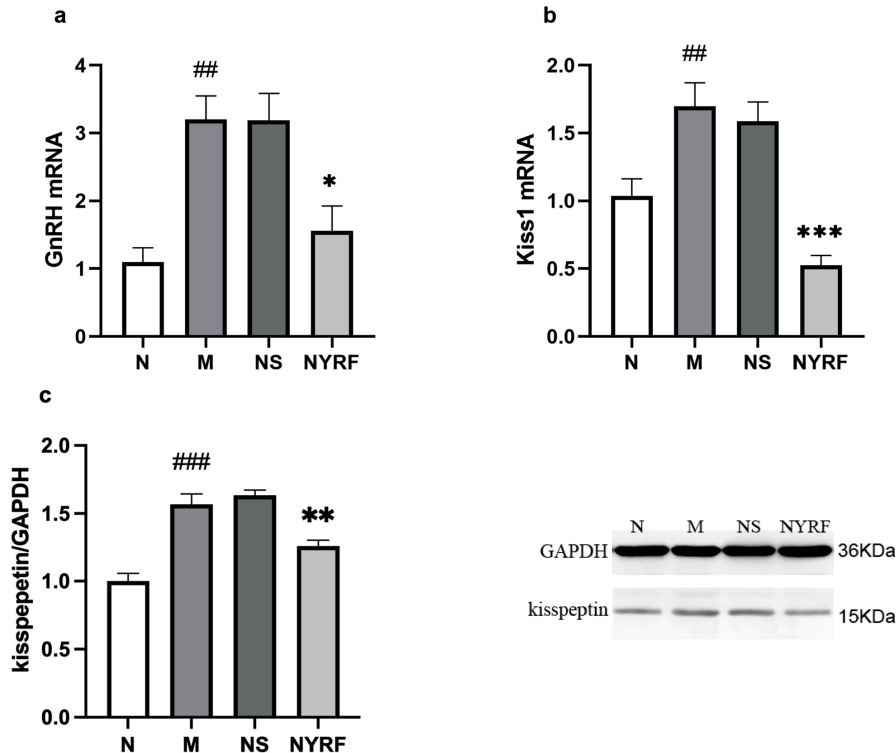 a
GnRH mRNA
4
3
2
1
0
##
*
N M NS NYRF
b
Kiss1 mRNA
2.0
1.5
1.0
0.5
0.0
##
***
N M NS NYRF
c
kisspepetin/GAPDH
2.0
1.5
1.0
0.5
0.0
###
**
N M NS NYRF
N M NS NYRF
GAPDH 36KDa
kisspeptin 15KDa